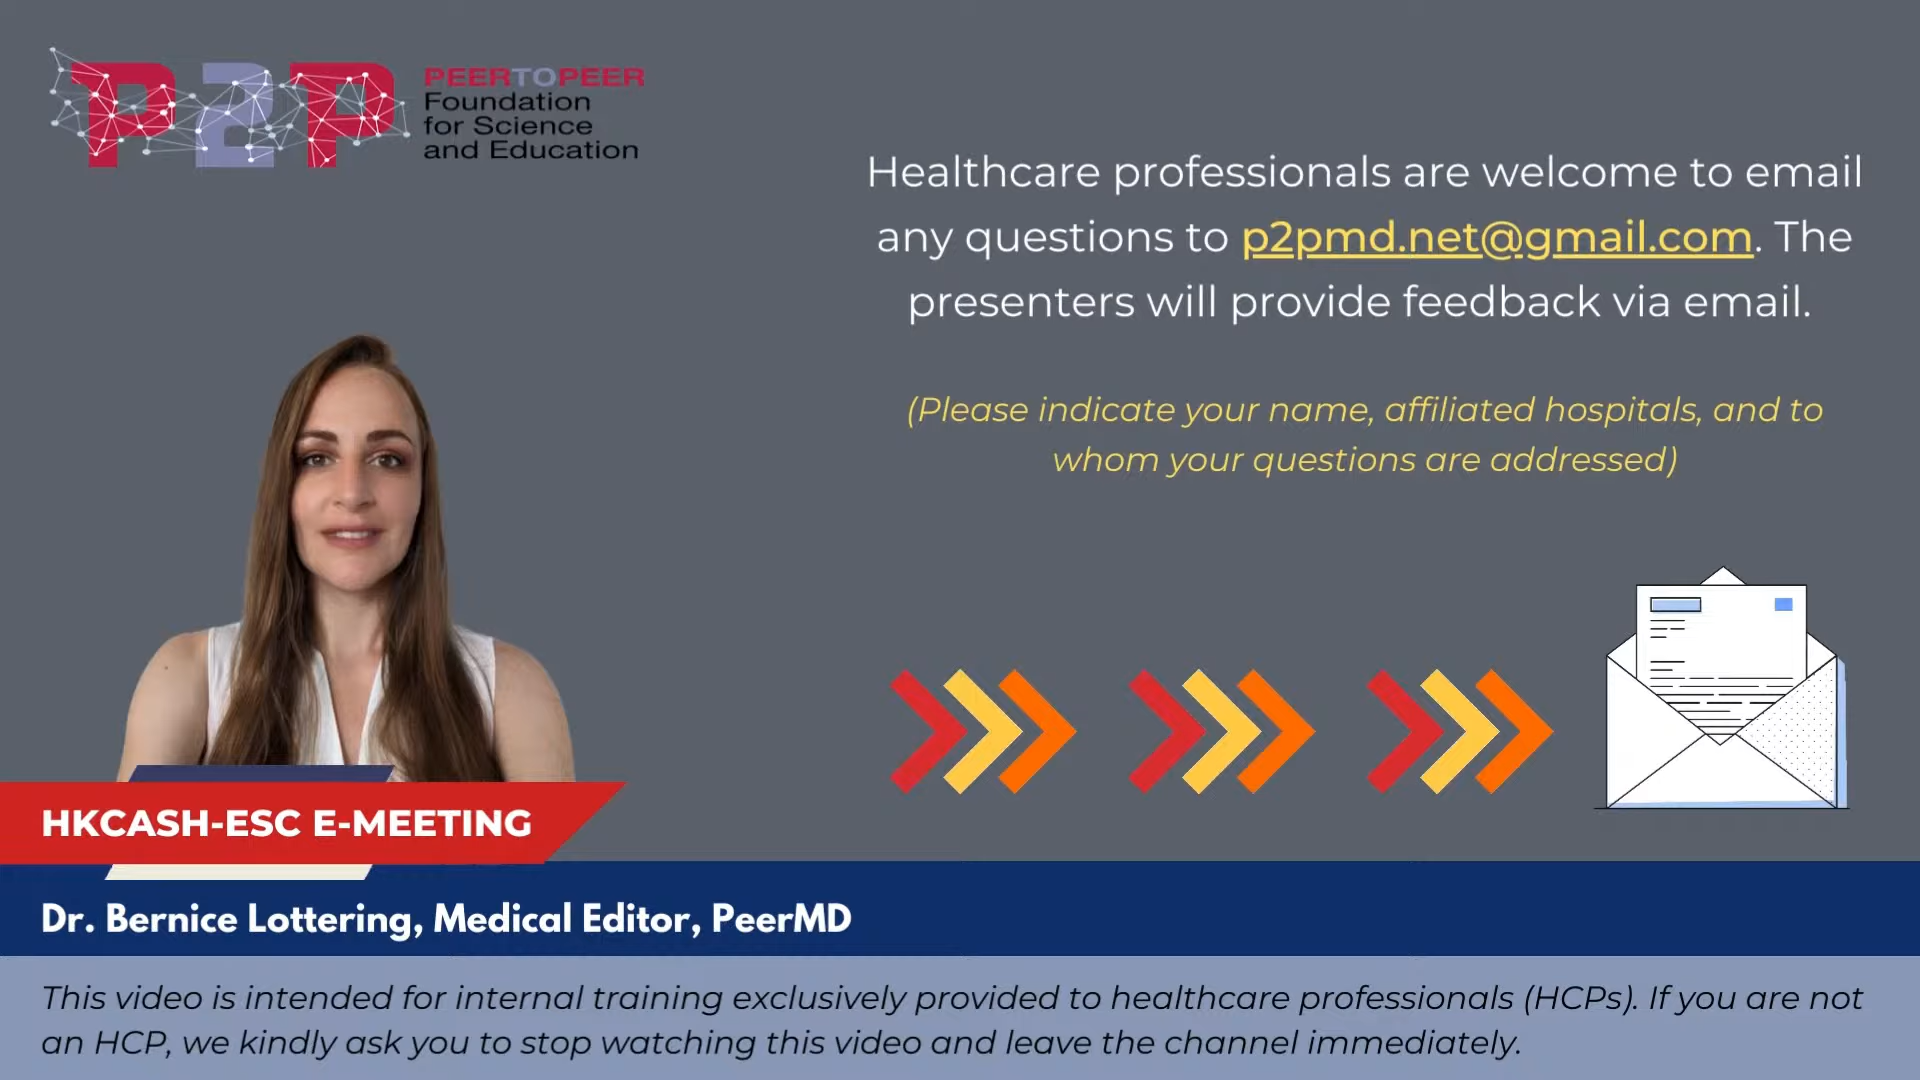 P2P
PEERTOPEER
Foundation
for Science
and Education
Healthcare professionals are welcome to email
any questions to p2pmd.net@gmail.com. The
presenters will provide feedback via email.
(Please indicate your name, affiliated hospitals, and to
whom your questions are addressed)
HKCASH-ESC E-MEETING
Dr. Bernice Lottering, Medical Editor, PeerMD
This video is intended for internal training exclusively provided to healthcare professionals (HCPs). If you are not
an HCP, we kindly ask you to stop watching this video and leave the channel immediately.